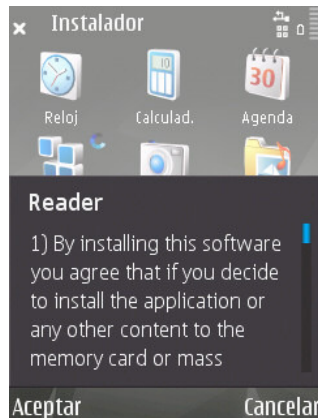 Instalador
30
Reloj
Calculad.
Agenda
Reader
1) By installing this software
you agree that if you decide
to install the application or
any other content to the
memory card or mass
Aceptar
Cancelar